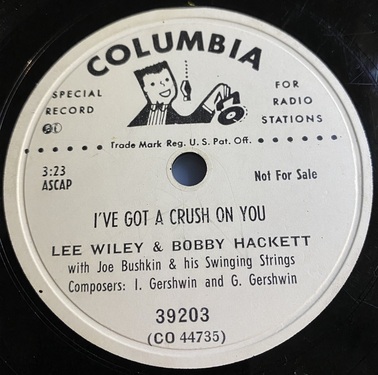 COLUMBIA
SPECIAL RECORD
FOR RADIO STATIONS
Trade Mark Reg. U. S. Pat. Off.
3:23
ASCAP
Not For Sale
I'VE GOT A CRUSH ON YOU
LEE WILEY & BOBBY HACKETT
with Joe Bushkin & his Swinging Strings
Composers: I. Gershwin and G. Gershwin
39203
(CO 44735)